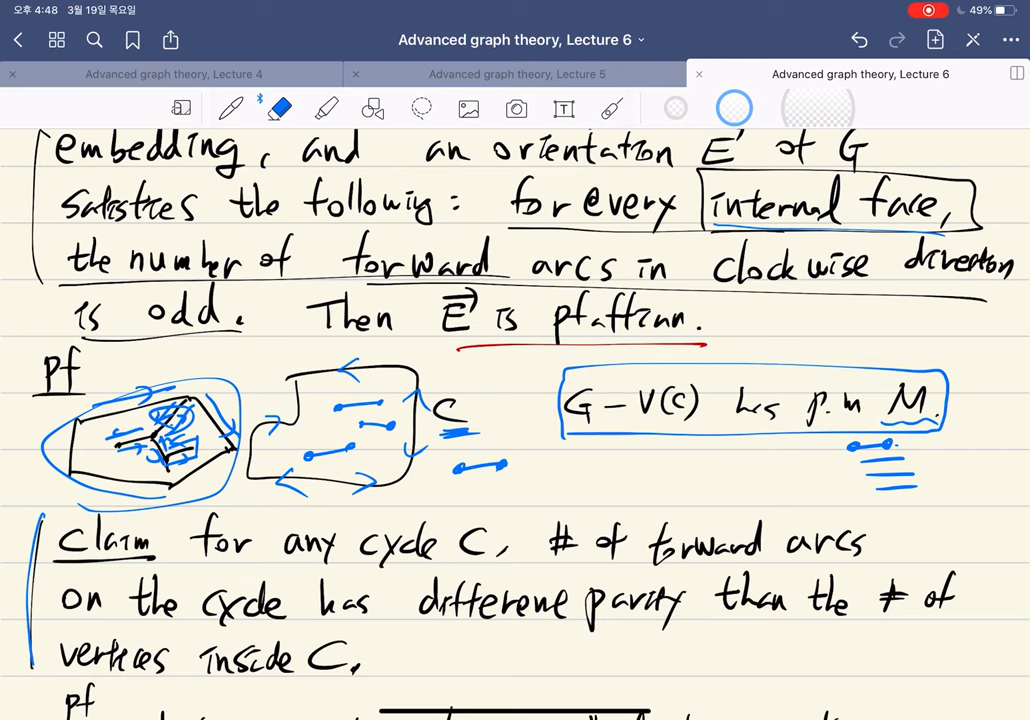 오후 4:48 3월 19일 목요일
49%
Advanced graph theory, Lecture 6
Advanced graph theory, Lecture 4
Advanced graph theory, Lecture 5
Advanced graph theory, Lecture 6
embedding, and an orientation E' of G
satisfies the following: for every internal face,
the number of forward arcs in clockwise direction
is odd. Then E is pfaffian.
pf
C
G - V(C) has p.m M.
Claim for any cycle C, # of forward arcs
on the cycle has different parity than the # of
vertices inside C.
pf